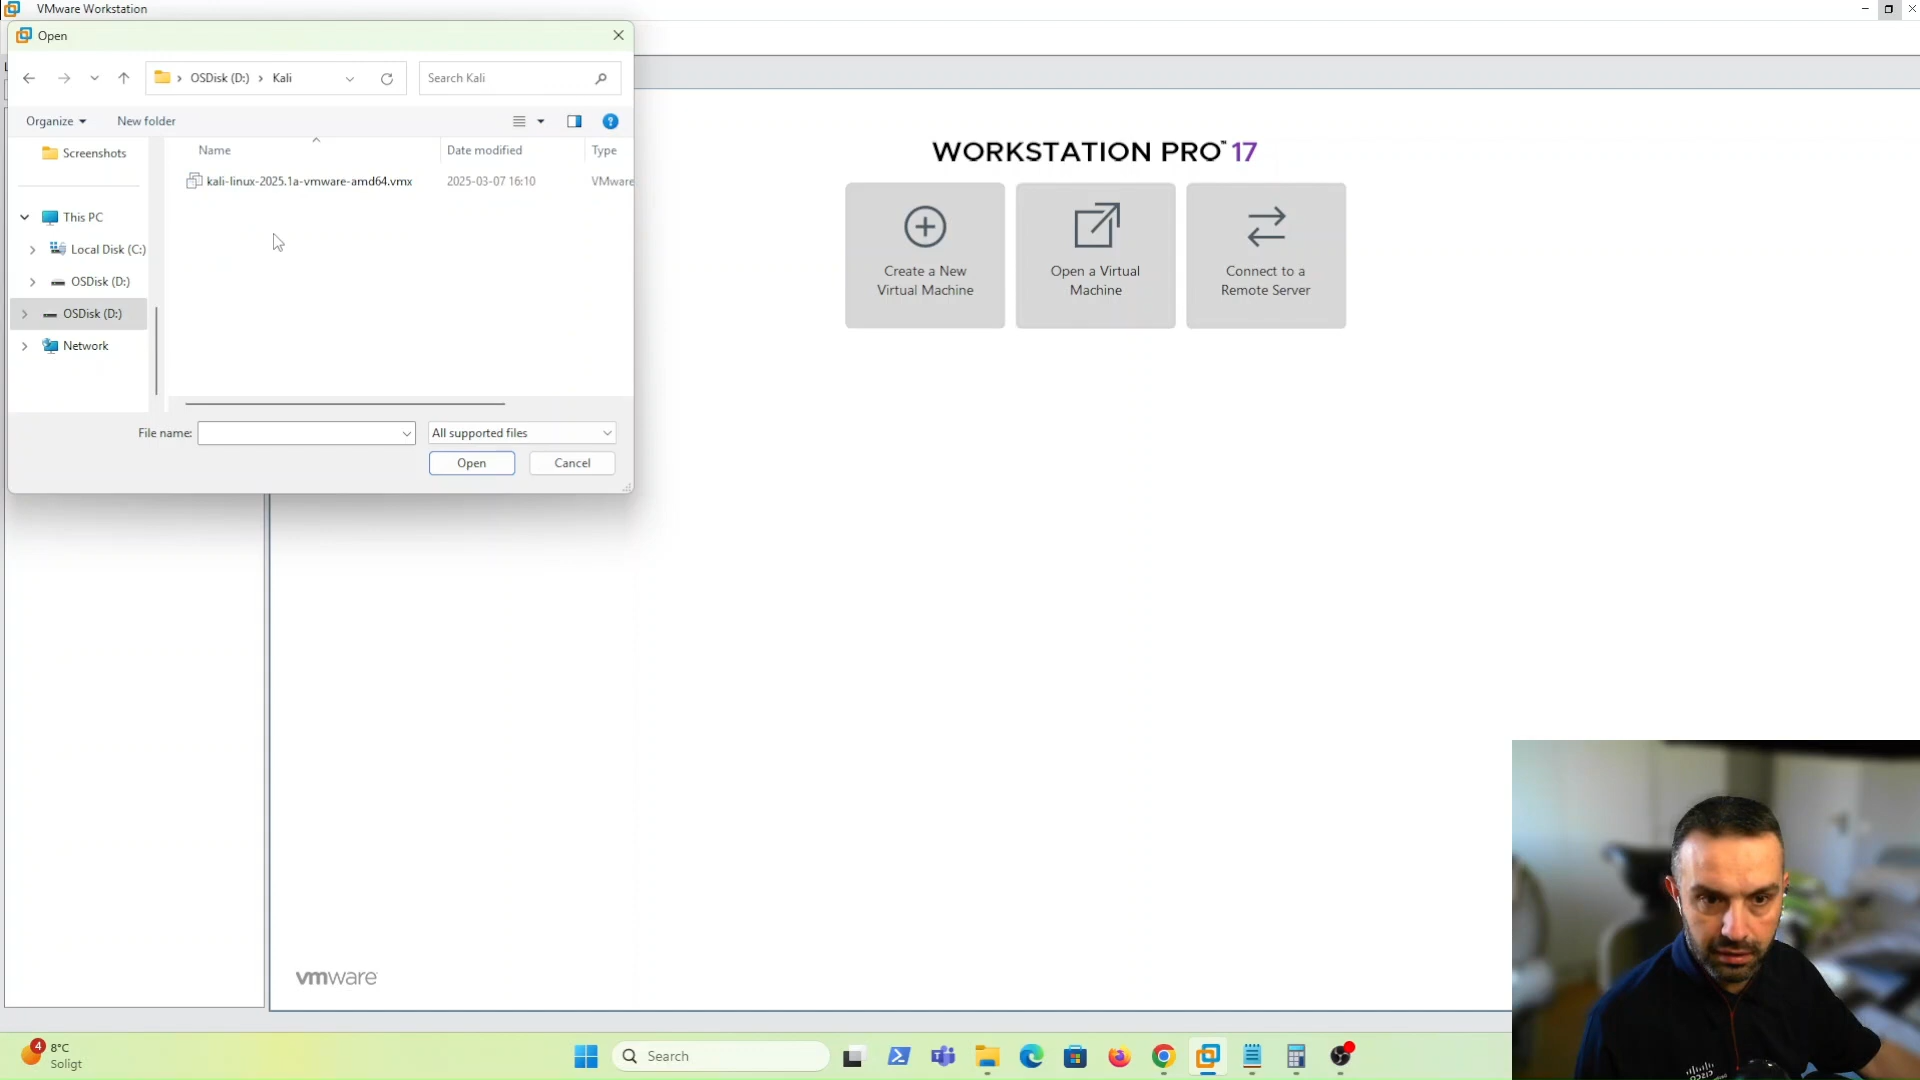 VMware Workstation
Open
OSDisk (D:) > Kali
Search Kali
Organize
New folder
?
Screenshots
This PC
Local Disk (C:)
OSDisk (D:)
OSDisk (D:)
Network
Name
Date modified
Type
kali-linux-2025.1a-vmware-amd64.vmx
2025-03-07 16:10
VMware
File name:
All supported files
Open
Cancel
WORKSTATION PRO™ 17
Create a New
Virtual Machine
Open a Virtual
Machine
Connect to a
Remote Server
vmware
4
8°C
Soligt
Search